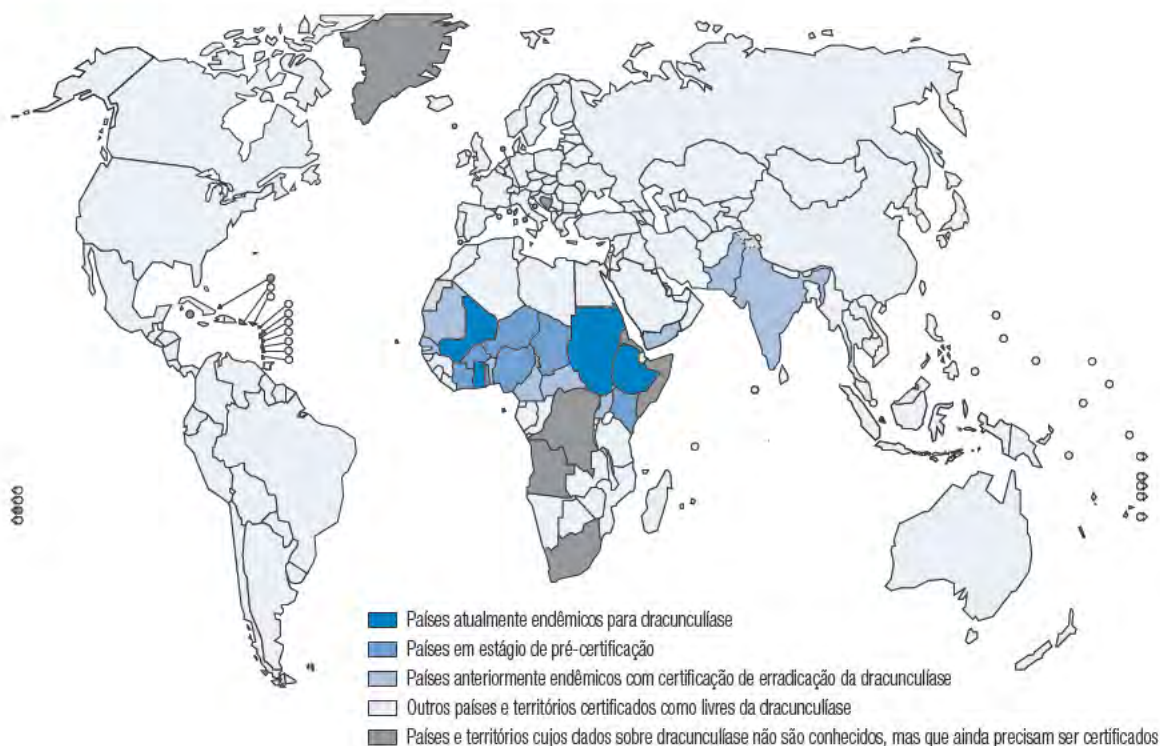 Países atualmente endêmicos para dracunculíase
Países em estágio de pré-certificação
Países anteriormente endêmicos com certificação de erradicação da dracunculíase
Outros países e territórios certificados como livres da dracunculíase
Países e territórios cujos dados sobre dracunculíase não são conhecidos, mas que ainda precisam ser certificados